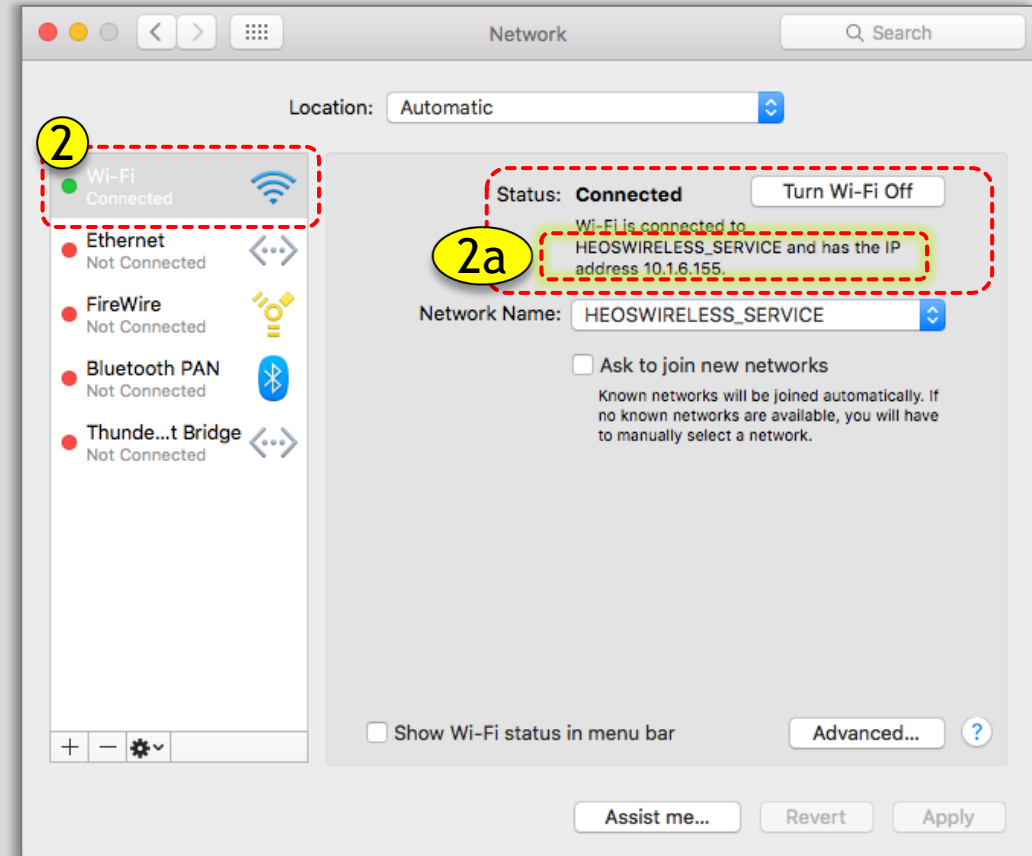 Network
Search
Location: Automatic
2
Wi-Fi
Connected
Ethernet
Not Connected
FireWire
Not Connected
Bluetooth PAN
Not Connected
Thunde...t Bridge
Not Connected
Status: Connected
Turn Wi-Fi Off
Wi-Fi is connected to
2a
HEOSWIRELESS_SERVICE and has the IP
address 10.1.6.155.
Network Name: HEOSWIRELESS_SERVICE
Ask to join new networks
Known networks will be joined automatically. If
no known networks are available, you will have
to manually select a network.
Show Wi-Fi status in menu bar
Advanced...
?
Assist me...
Revert
Apply